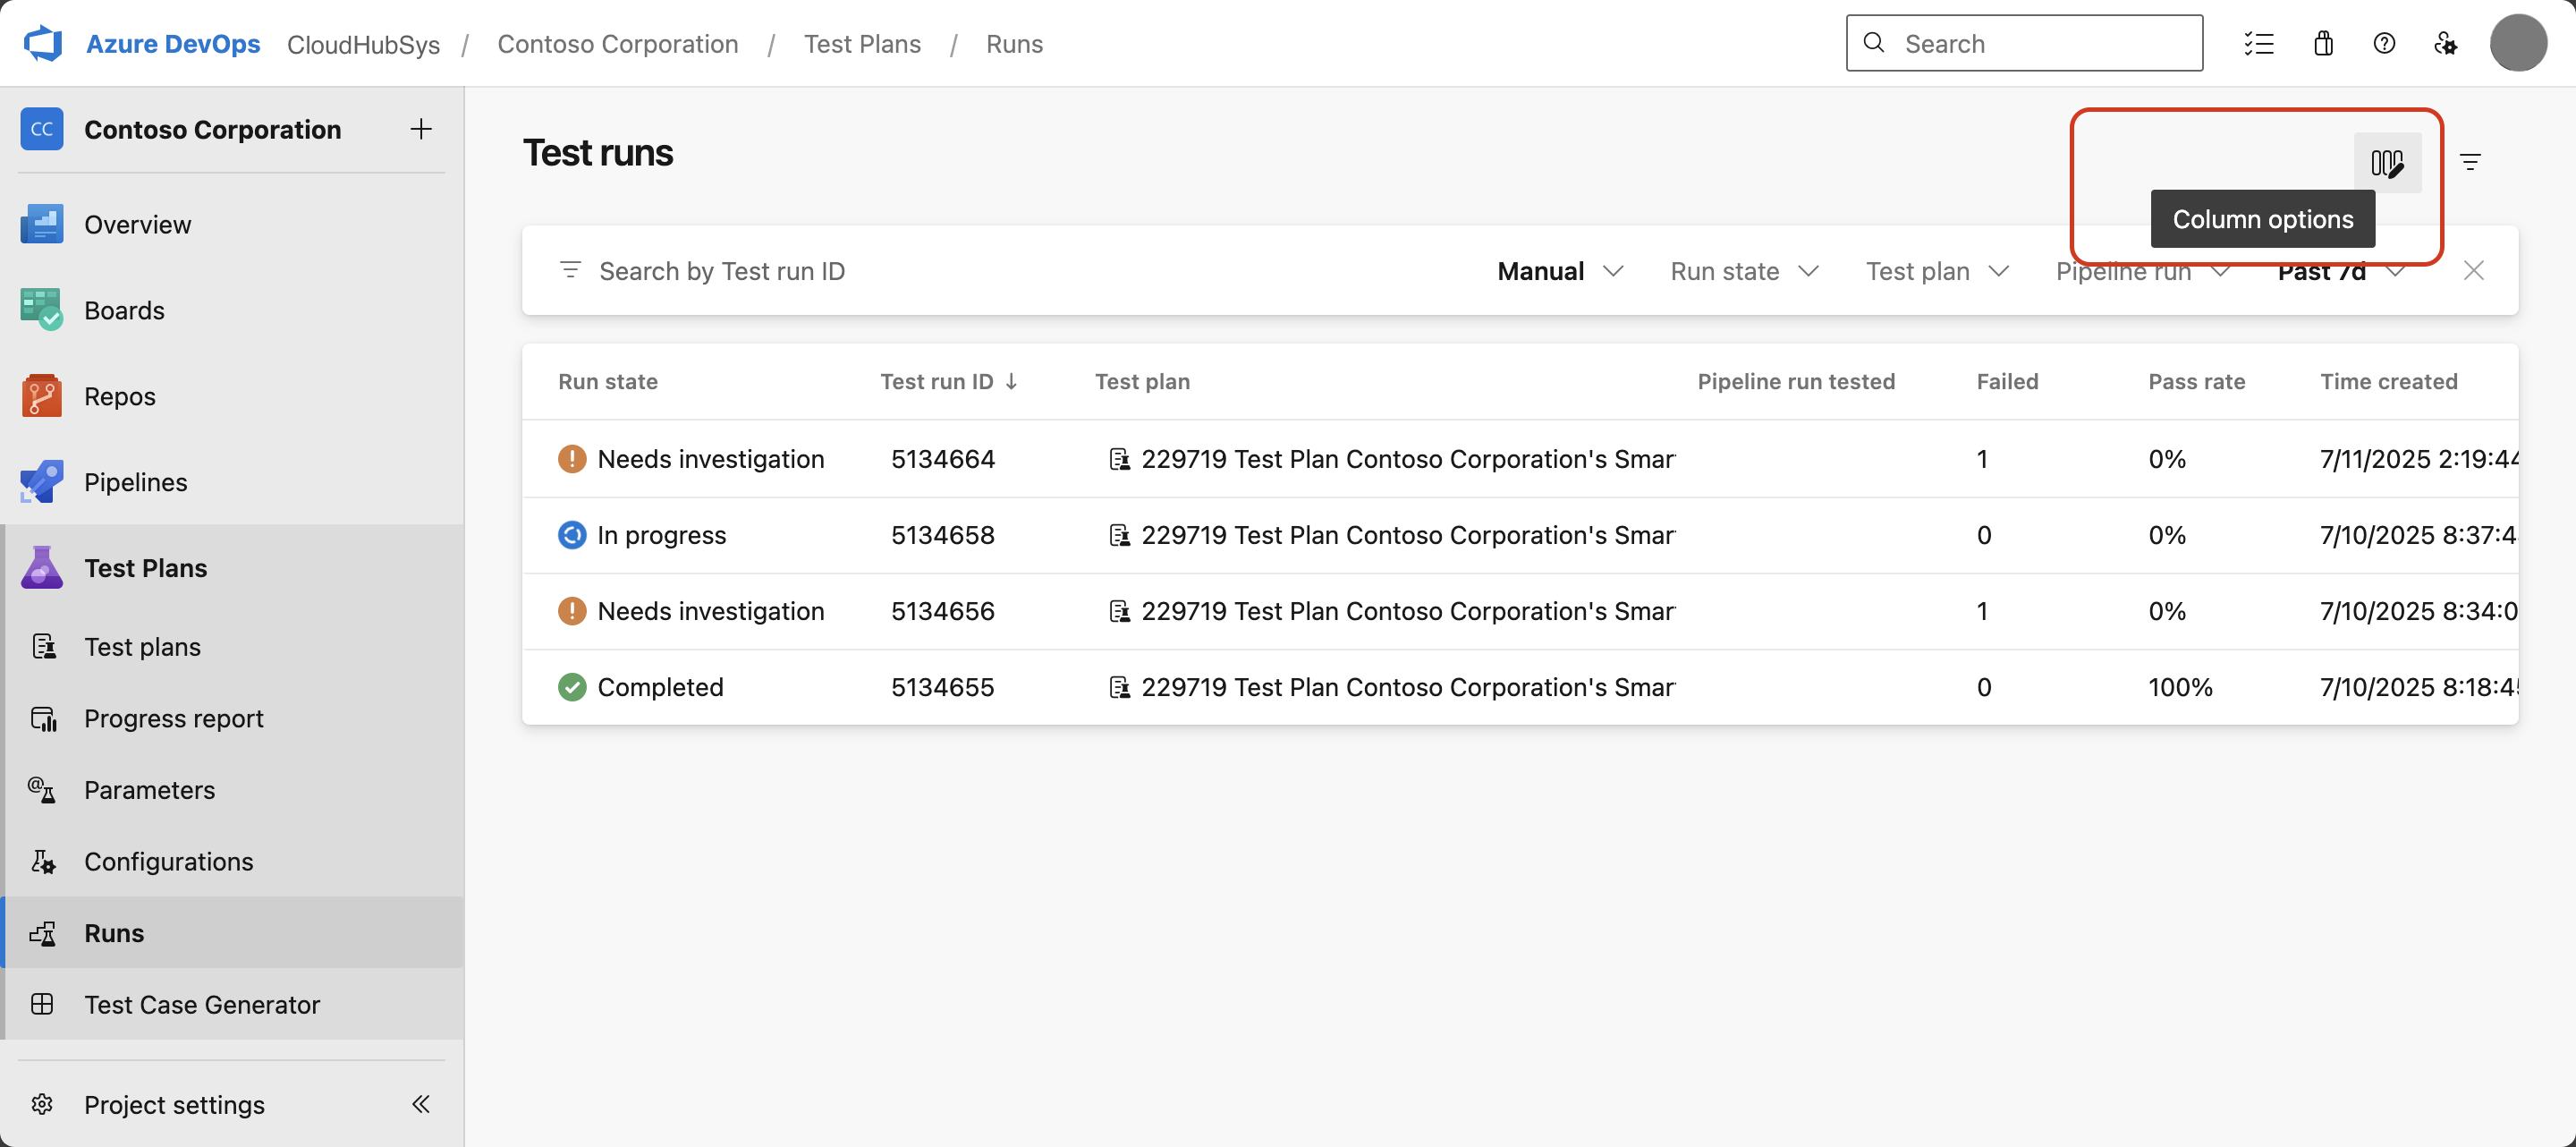 Azure DevOps CloudHubSys / Contoso Corporation / Test Plans / Runs Search
CC Contoso Corporation
Overview
Boards
Repos
Pipelines
Test Plans
Test plans
Progress report
Parameters
Configurations
Runs
Test Case Generator
Project settings
Test runs
Column options
Search by Test run ID Manual Run state Test plan Pipeline run Past 7d
Run state Test run ID ↓ Test plan Pipeline run tested Failed Pass rate Time created
Needs investigation 5134664 229719 Test Plan Contoso Corporation's Smar 1 0% 7/11/2025 2:19:44
In progress 5134658 229719 Test Plan Contoso Corporation's Smar 0 0% 7/10/2025 8:37:4
Needs investigation 5134656 229719 Test Plan Contoso Corporation's Smar 1 0% 7/10/2025 8:34:0
Completed 5134655 229719 Test Plan Contoso Corporation's Smar 0 100% 7/10/2025 8:18:45